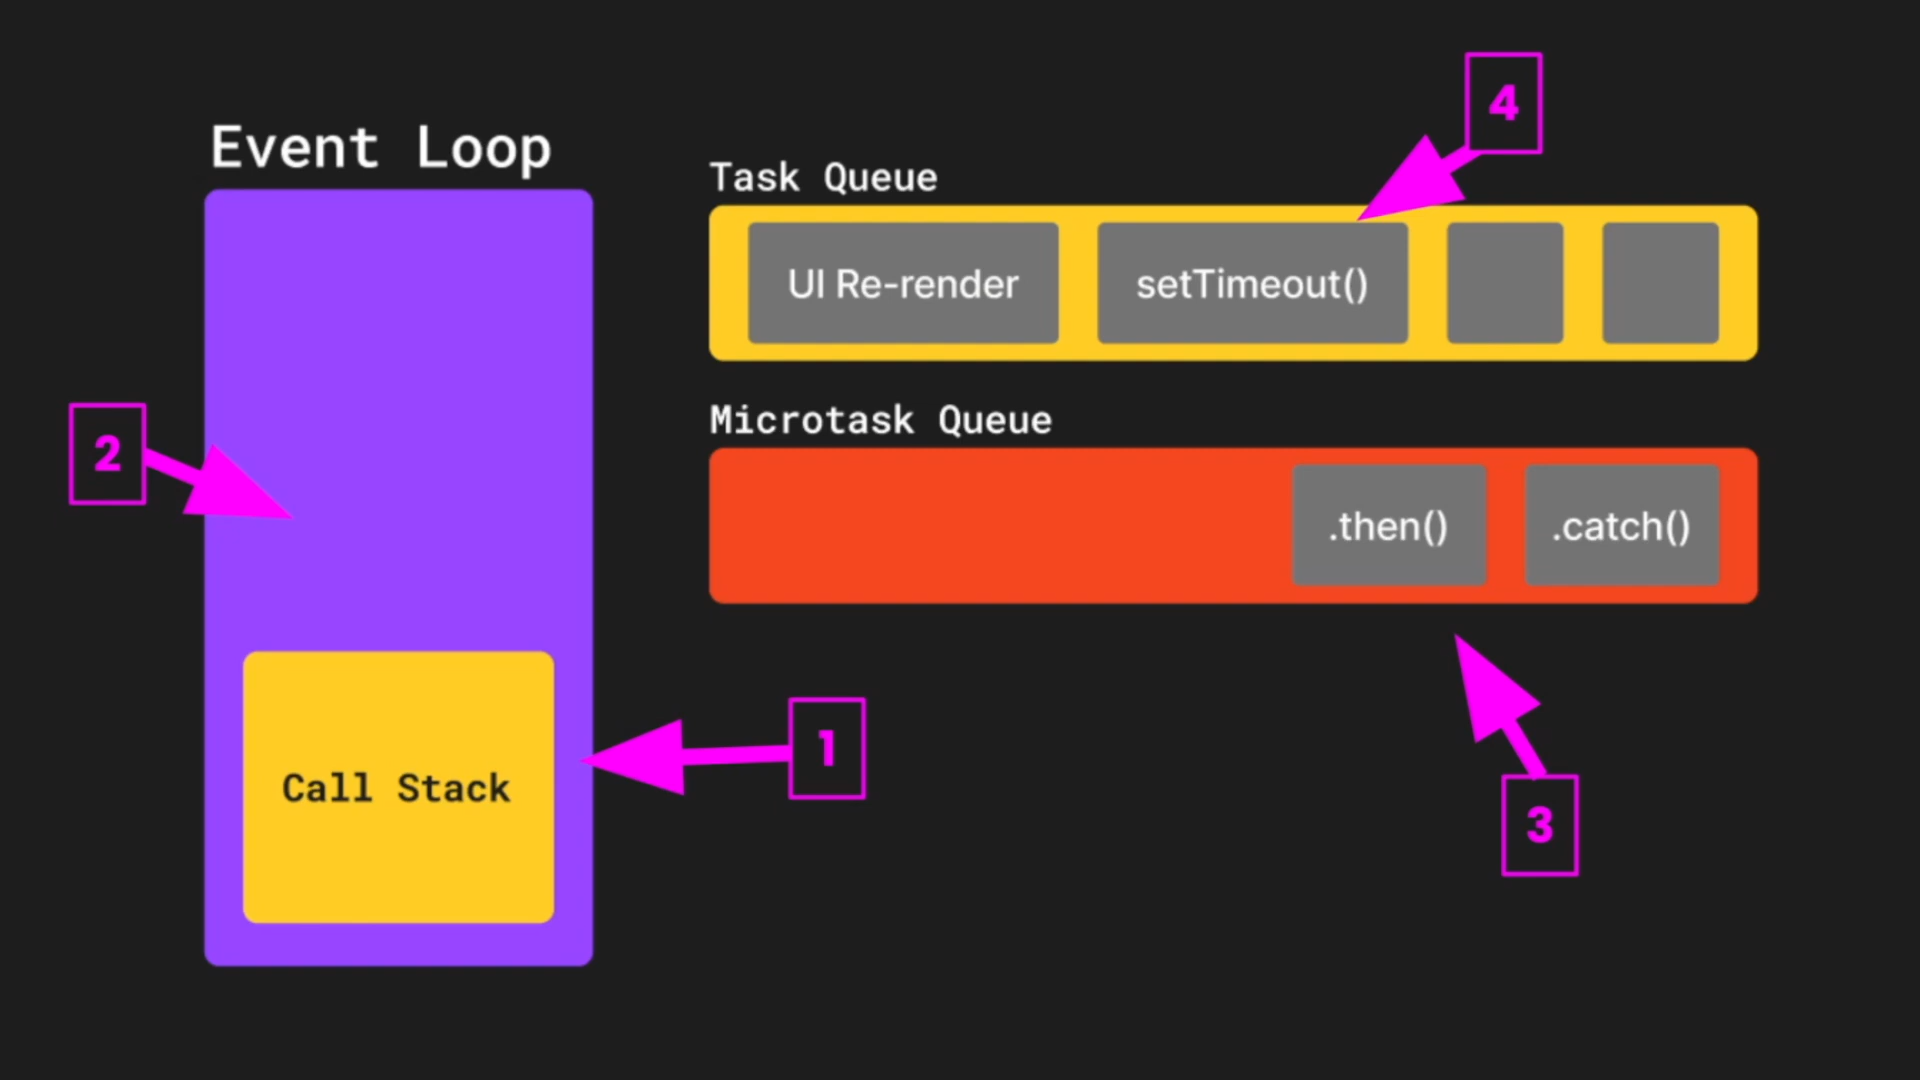 Event Loop
Call Stack
Task Queue
UI Re-render
setTimeout()
Microtask Queue
.then()
.catch()
1
2
3
4